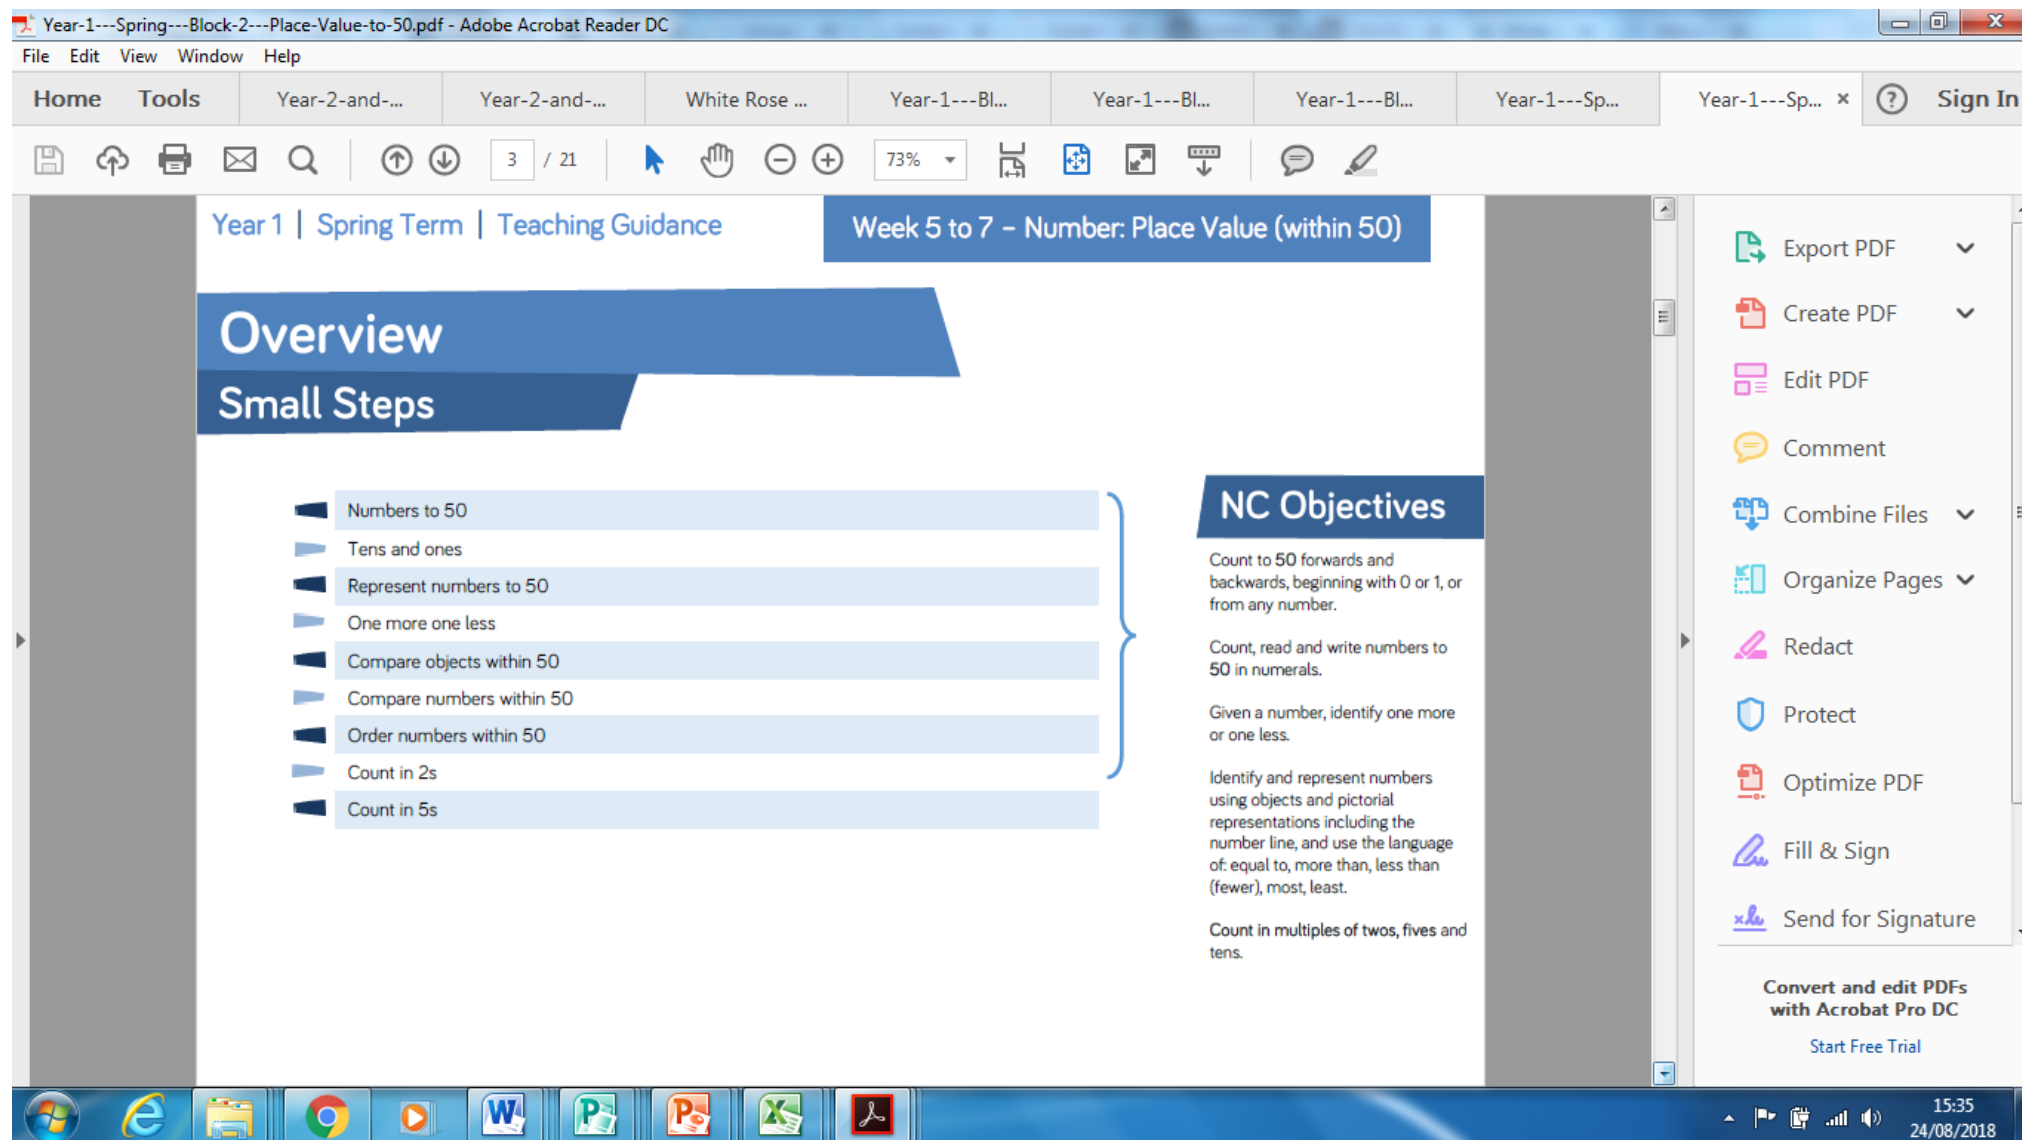 Year-1---Spring---Block-2---Place-Value-to-50.pdf - Adobe Acrobat Reader DC
File Edit View Window Help
Home Tools Year-2-and-... Year-2-and-... White Rose ... Year-1---Bl... Year-1---Bl... Year-1---Bl... Year-1---Sp... Year-1---Sp... × ? Sign In
3 / 21 73%
Year 1 | Spring Term | Teaching Guidance
Week 5 to 7 – Number: Place Value (within 50)
Overview
Small Steps
Numbers to 50
Tens and ones
Represent numbers to 50
One more one less
Compare objects within 50
Compare numbers within 50
Order numbers within 50
Count in 2s
Count in 5s
NC Objectives
Count to 50 forwards and
backwards, beginning with 0 or 1, or
from any number.
Count, read and write numbers to
50 in numerals.
Given a number, identify one more
or one less.
Identify and represent numbers
using objects and pictorial
representations including the
number line, and use the language
of: equal to, more than, less than
(fewer), most, least.
Count in multiples of twos, fives and
tens.
Export PDF
Create PDF
Edit PDF
Comment
Combine Files
Organize Pages
Redact
Protect
Optimize PDF
Fill & Sign
Send for Signature
Convert and edit PDFs
with Acrobat Pro DC
Start Free Trial
15:35
24/08/2018